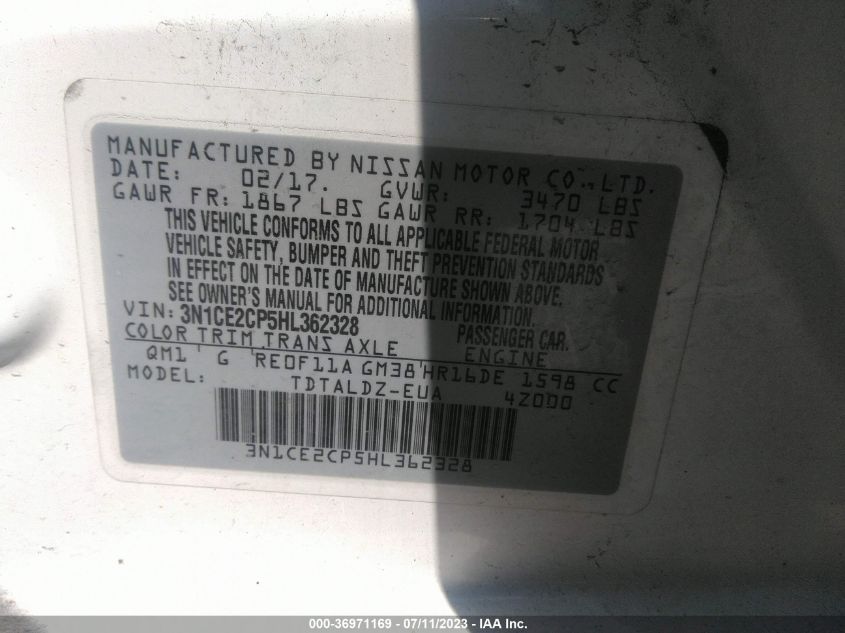 MANUFACTURED BY NISSAN MOTOR CO., LTD.
DATE: 02/17. GVWR: 3470 LBS
GAWR FR: 1867 LBS GAWR RR: 1704 LBS
THIS VEHICLE CONFORMS TO ALL APPLICABLE FEDERAL MOTOR
VEHICLE SAFETY, BUMPER AND THEFT PREVENTION STANDARDS
IN EFFECT ON THE DATE OF MANUFACTURE SHOWN ABOVE.
SEE OWNER'S MANUAL FOR ADDITIONAL INFORMATION.
VIN: 3N1CE2CP5HL362328 PASSENGER CAR.
COLOR TRIM TRANS AXLE ENGINE
QM1 G RE0F11A GM38 HR16DE 1598 CC
MODEL: TDTALDZ-EUA 4Z000
3N1CE2CP5HL362328
000-36971169 - 07/11/2023 - IAA Inc.